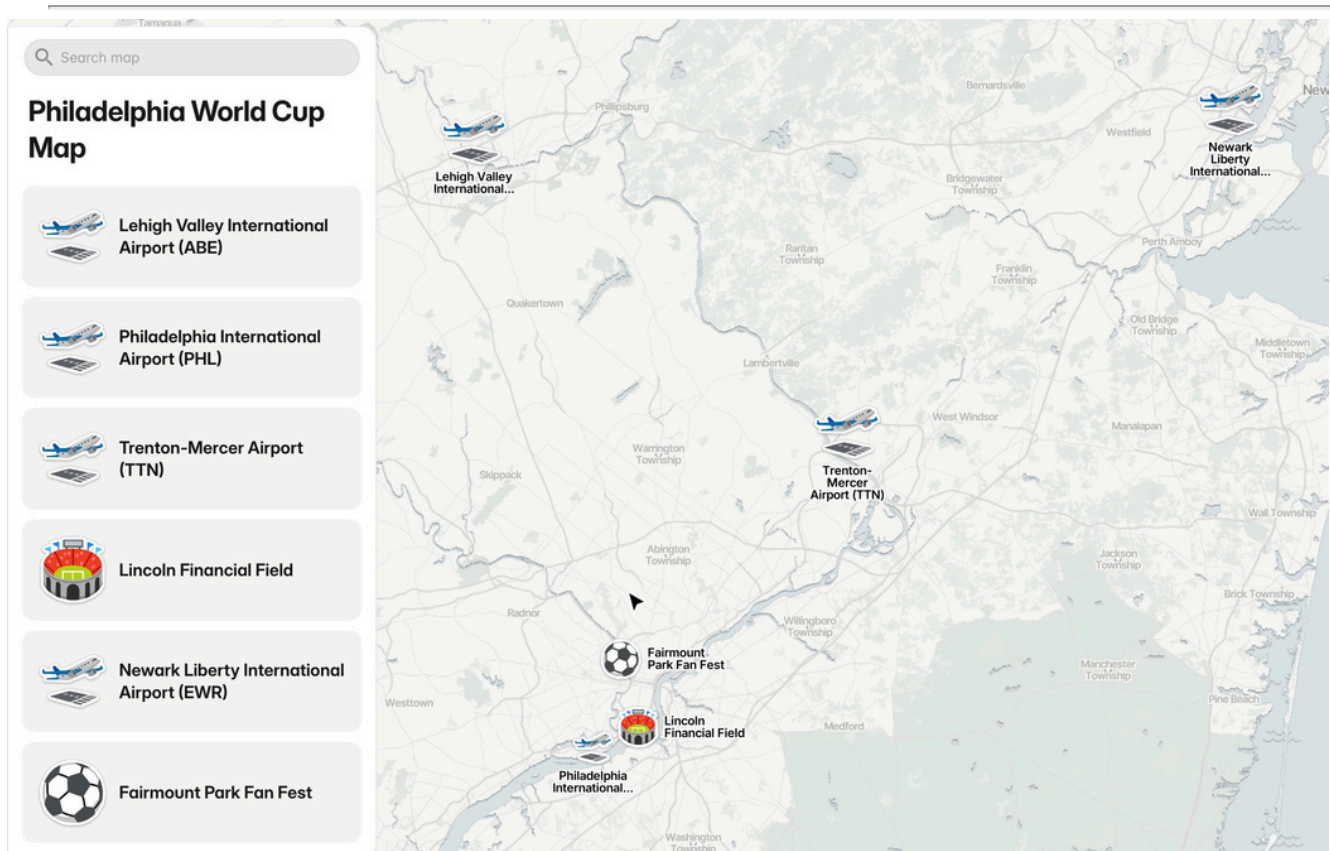 Tamaqua
Search map
Philadelphia World Cup
Map
Lehigh Valley International
Airport (ABE)
Philadelphia International
Airport (PHL)
Trenton-Mercer Airport
(TTN)
Lincoln Financial Field
Newark Liberty International
Airport (EWR)
Fairmount Park Fan Fest
Phillipsburg
Bernardsville
New
Westfield
Lehigh Valley
International...
Newark
Liberty
International...
Bridgewater
Township
Perth Amboy
Raritan
Township
Franklin
Township
Quakertown
Old Bridge
Township
Middletown
Township
Lambertville
West Windsor
Manalapan
Warrington
Township
Skippack
Trenton-
Mercer
Airport (TTN)
Wall Township
Abington
Township
Jackson
Township
Brick Township
Radnor
Willingboro
Township
Fairmount
Park Fan Fest
Manchester
Township
Westtown
Pine Beach
Lincoln
Financial Field
Medford
Philadelphia
International...
Washington
Township